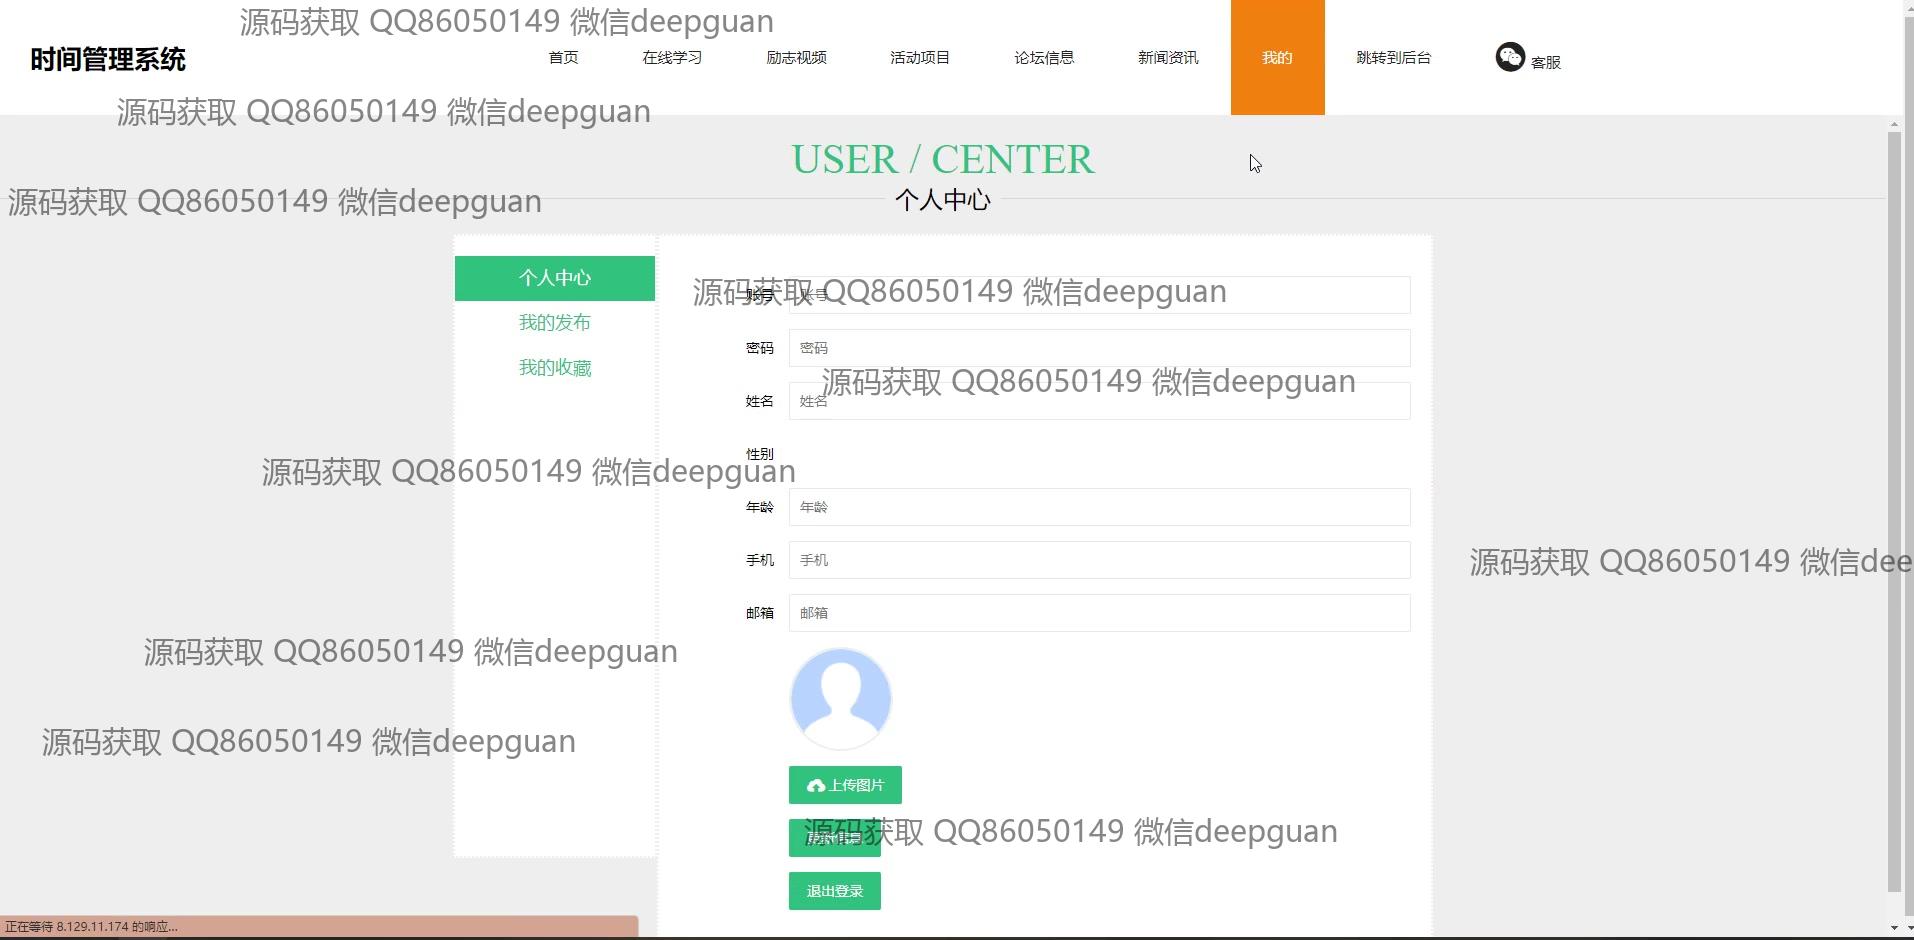 源码获取 QQ86050149 微信deepguan
时间管理系统
首页 在线学习 励志视频 活动项目 论坛信息 新闻资讯 我的 跳转到后台 客服
源码获取 QQ86050149 微信deepguan
USER / CENTER
源码获取 QQ86050149 微信deepguan
个人中心
个人中心
我的发布
我的收藏
源码获取 QQ86050149 微信deepguan
账号 账号
密码 密码
源码获取 QQ86050149 微信deepguan
姓名 姓名
性别
源码获取 QQ86050149 微信deepguan
年龄 年龄
手机 手机
源码获取 QQ86050149 微信dee
邮箱 邮箱
源码获取 QQ86050149 微信deepguan
源码获取 QQ86050149 微信deepguan
上传图片
源码获取 QQ86050149 微信deepguan
退出登录
正在等待 8.129.11.174 的响应...